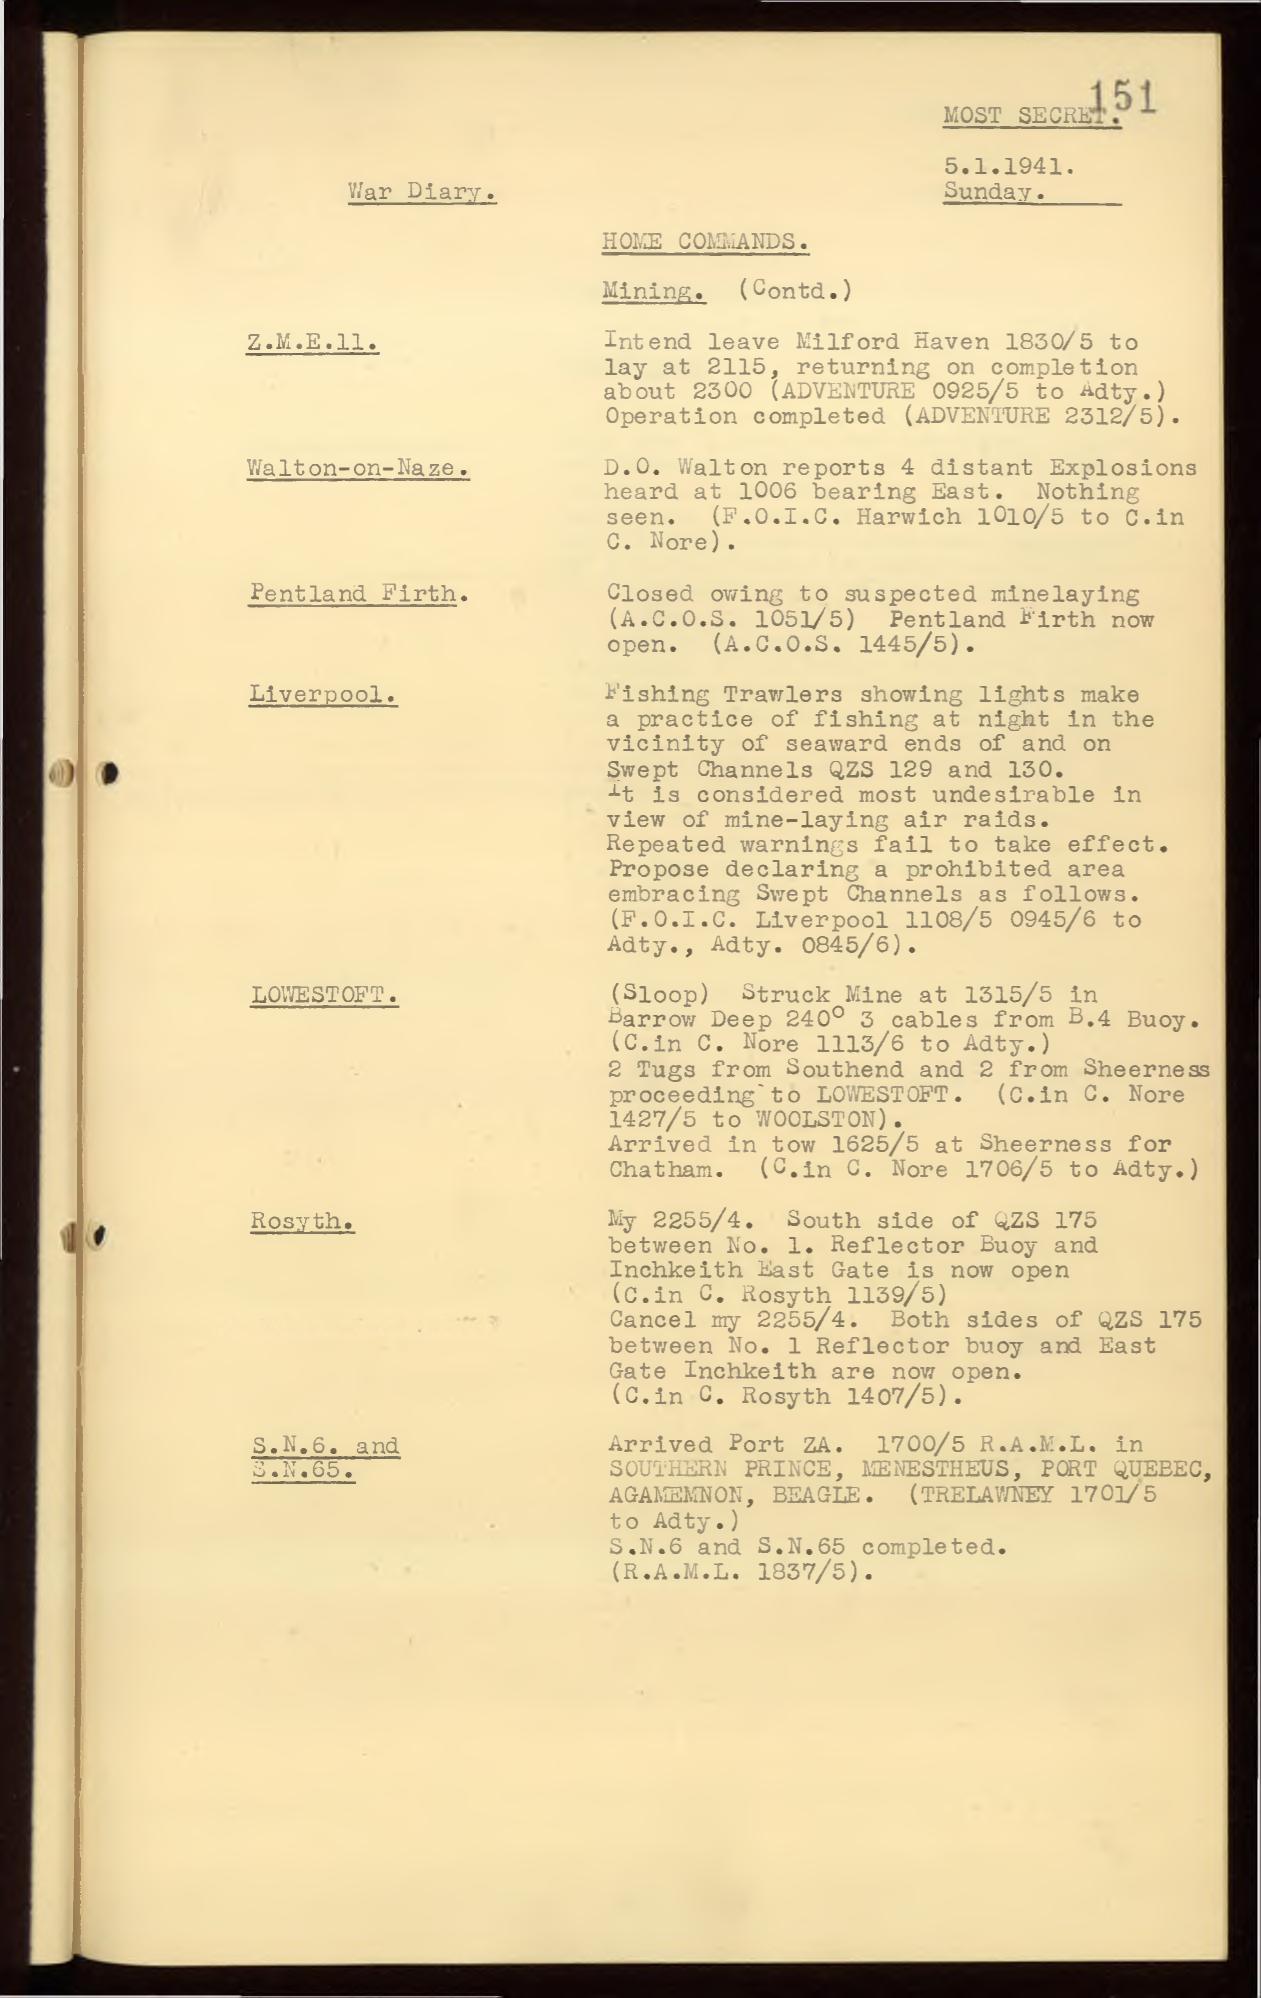 151
MOST SECRET.
5.1.1941.
War Diary.
Sunday.
HOME COMMANDS.
Mining. (Contd.)
Z.M.E.11.
Intend leave Milford Haven 1830/5 to
lay at 2115, returning on completion
about 2300 (ADVENTURE 0925/5 to Adty.)
Operation completed (ADVENTURE 2312/5).
Walton-on-Naze.
D.O. Walton reports 4 distant Explosions
heard at 1006 bearing East. Nothing
seen. (F.O.I.C. Harwich 1010/5 to C.in
C. Nore).
Pentland Firth.
Closed owing to suspected minelaying
(A.C.O.S. 1051/5) Pentland Firth now
open. (A.C.O.S. 1445/5).
Liverpool.
Fishing Trawlers showing lights make
a practice of fishing at night in the
vicinity of seaward ends of and on
Swept Channels QZS 129 and 130.
It is considered most undesirable in
view of mine-laying air raids.
Repeated warnings fail to take effect.
Propose declaring a prohibited area
embracing Swept Channels as follows.
(F.O.I.C. Liverpool 1108/5 0945/6 to
Adty., Adty. 0845/6).
LOWESTOFT.
(Sloop) Struck Mine at 1315/5 in
Barrow Deep 240° 3 cables from B.4 Buoy.
(C.in C. Nore 1113/6 to Adty.)
2 Tugs from Southend and 2 from Sheerness
proceeding to LOWESTOFT. (C.in C. Nore
1427/5 to WOOLSTON).
Arrived in tow 1625/5 at Sheerness for
Chatham. (C.in C. Nore 1706/5 to Adty.)
Rosyth.
My 2255/4. South side of QZS 175
between No. 1. Reflector Buoy and
Inchkeith East Gate is now open
(C.in C. Rosyth 1139/5)
Cancel my 2255/4. Both sides of QZS 175
between No. 1 Reflector buoy and East
Gate Inchkeith are now open.
(C.in C. Rosyth 1407/5).
S.N.6. and
S.N.65.
Arrived Port ZA. 1700/5 R.A.M.L. in
SOUTHERN PRINCE, MENESTHEUS, PORT QUEBEC,
AGAMEMNON, BEAGLE. (TRELAWNEY 1701/5
to Adty.)
S.N.6 and S.N.65 completed.
(R.A.M.L. 1837/5).